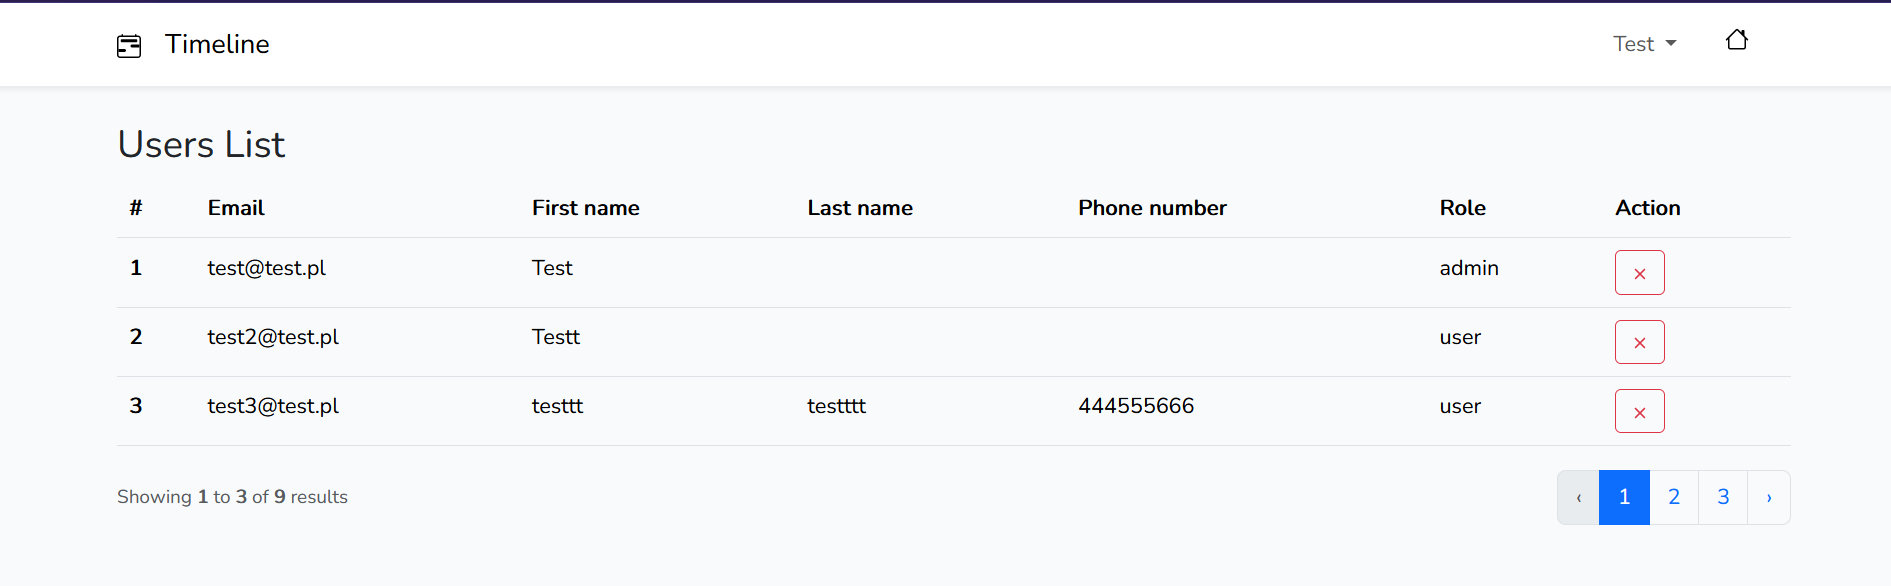 Timeline
Test
Users List
# Email First name Last name Phone number Role Action
1 test@test.pl Test admin ×
2 test2@test.pl Testt user ×
3 test3@test.pl testtt testttt 444555666 user ×
Showing 1 to 3 of 9 results ‹ 1 2 3 ›